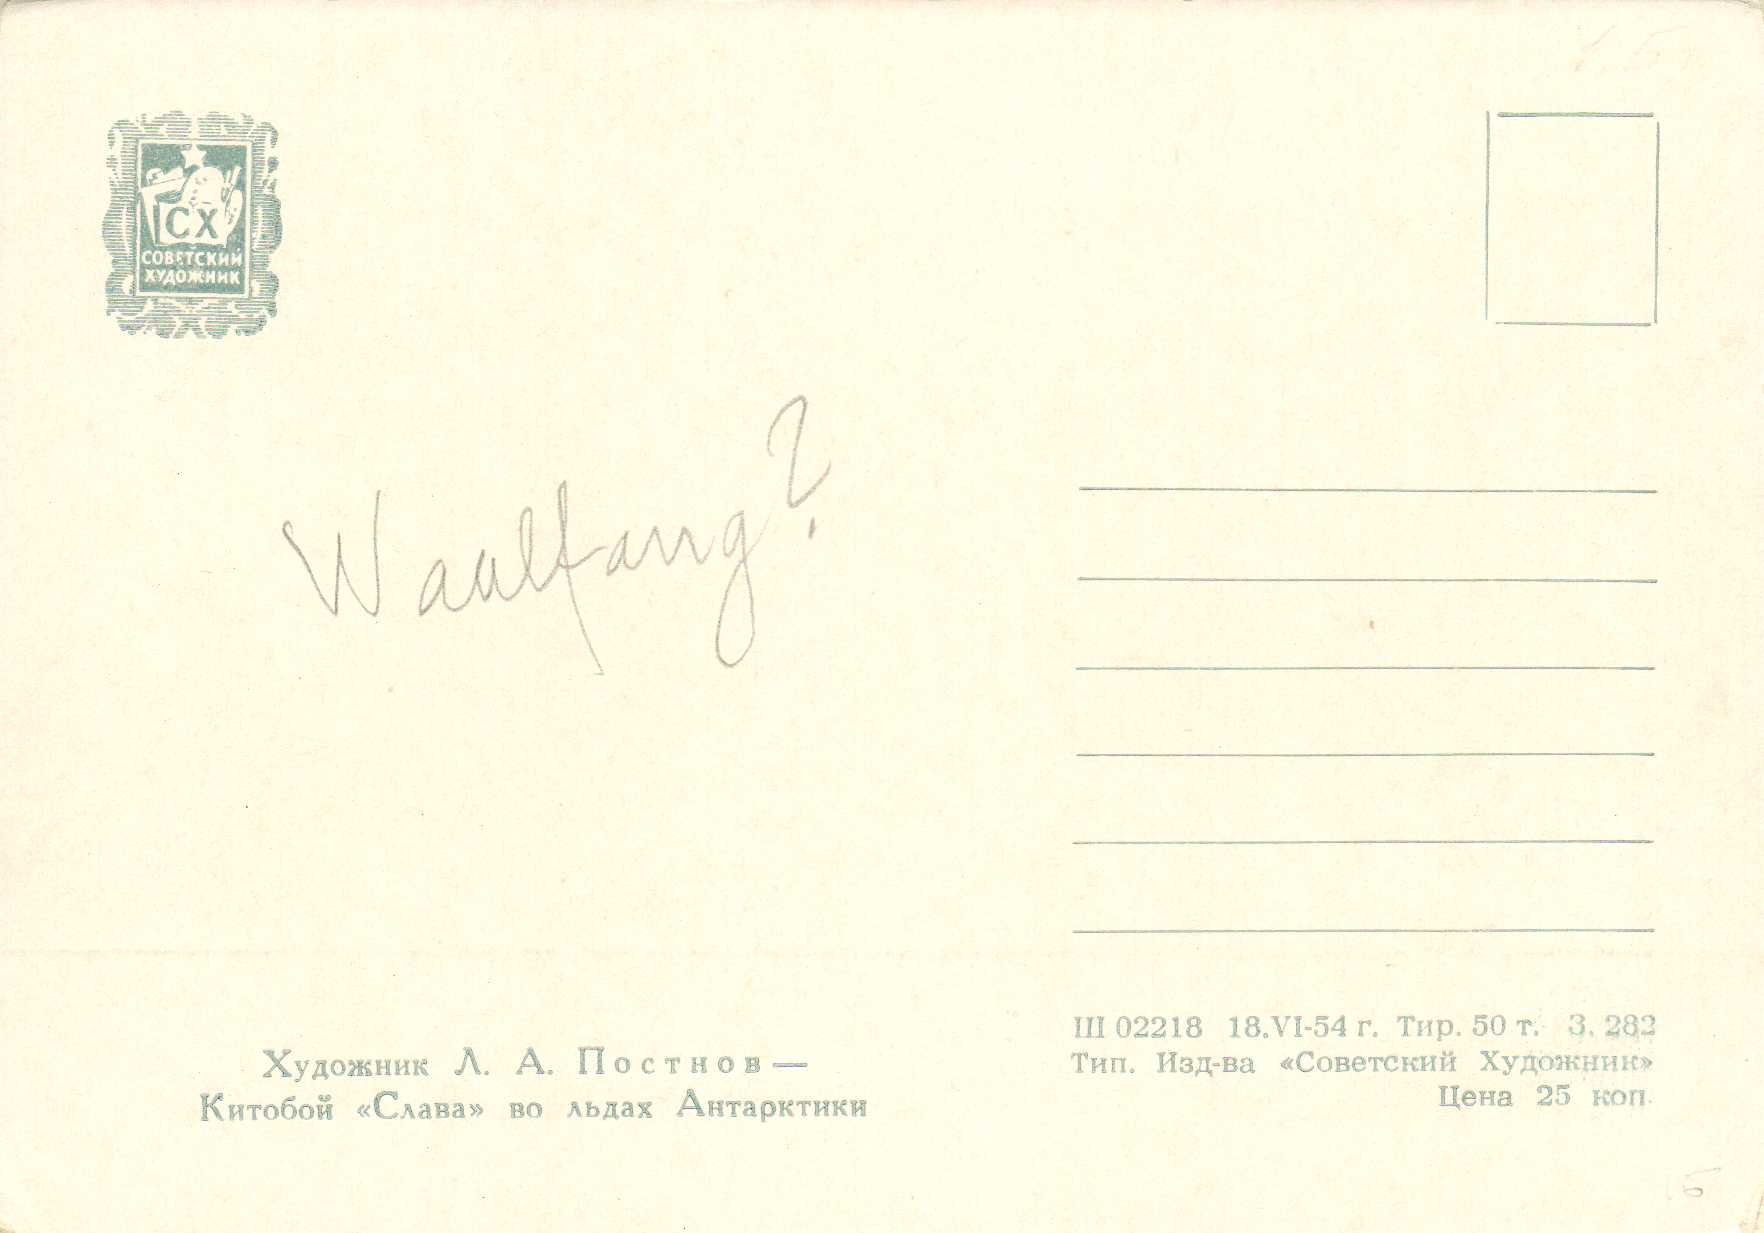 СХ
СОВЕТСКИЙ
ХУДОЖНИК
Waalfang?
Художник Л. А. Постнов —
Китобой «Слава» во льдах Антарктики
Ш 02218 18.VI-54 г. Тир. 50 т. З. 282
Тип. Изд-ва «Советский Художник»
Цена 25 коп.